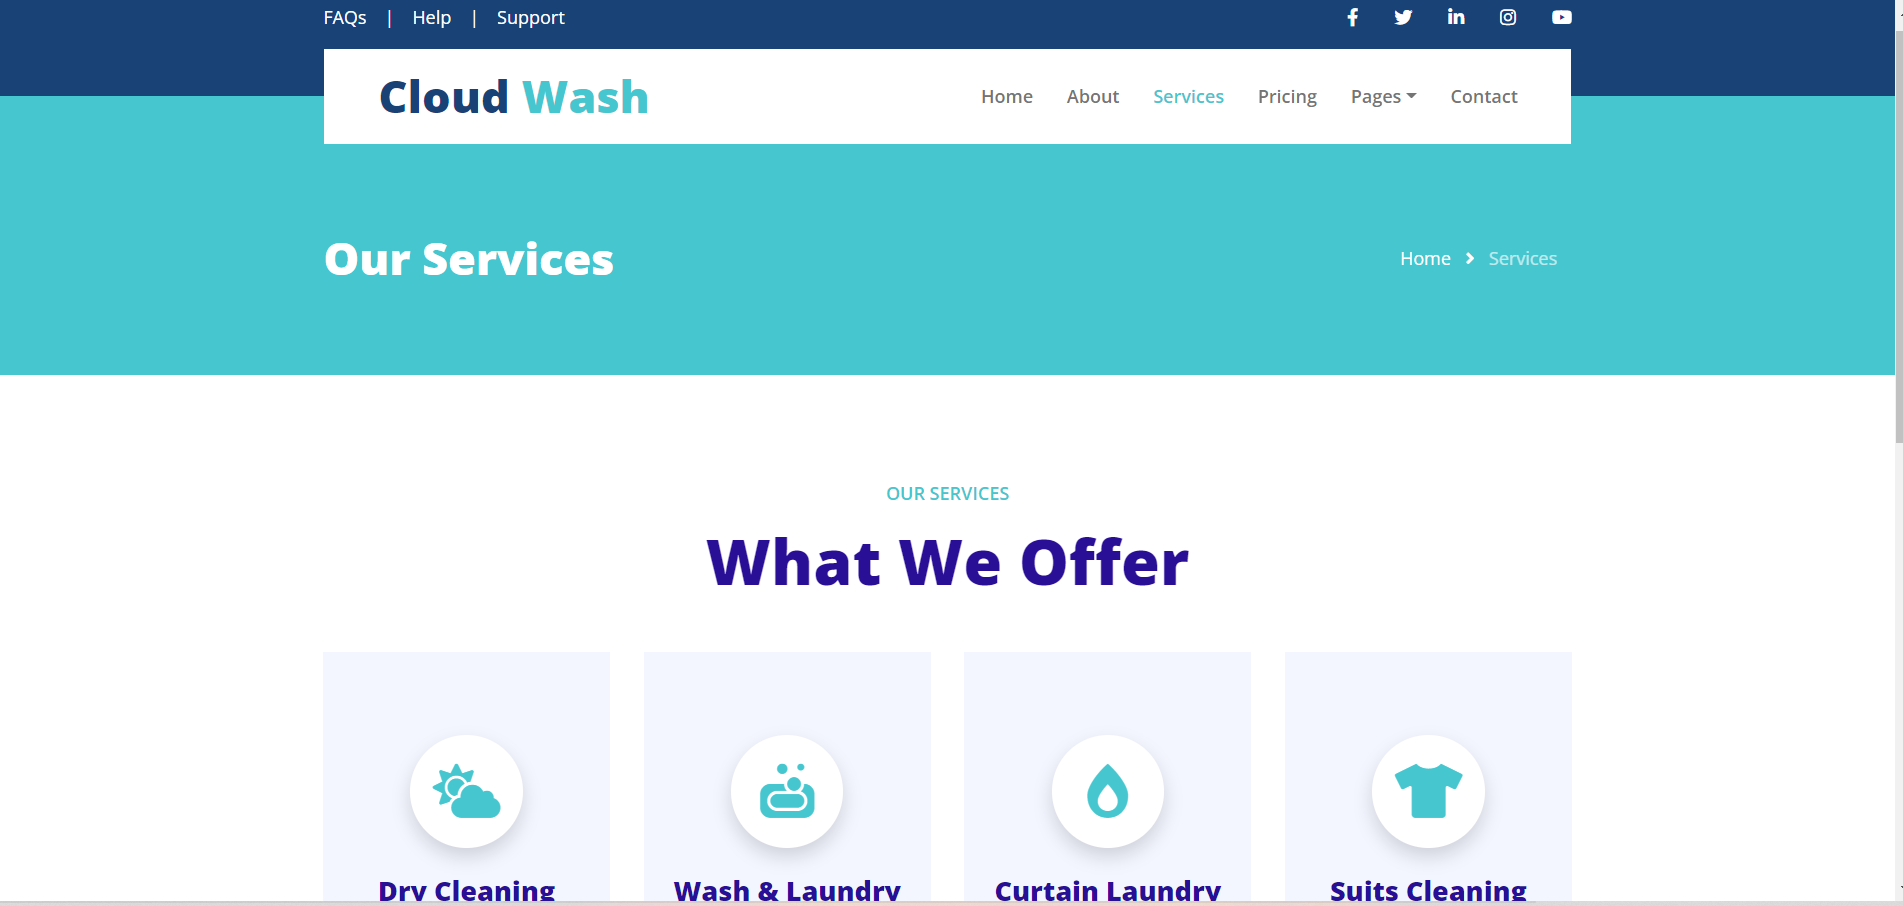 FAQs | Help | Support
Cloud Wash
Home About Services Pricing Pages Contact
Our Services
Home Services
OUR SERVICES
What We Offer
Dry Cleaning Wash & Laundry Curtain Laundry Suits Cleaning